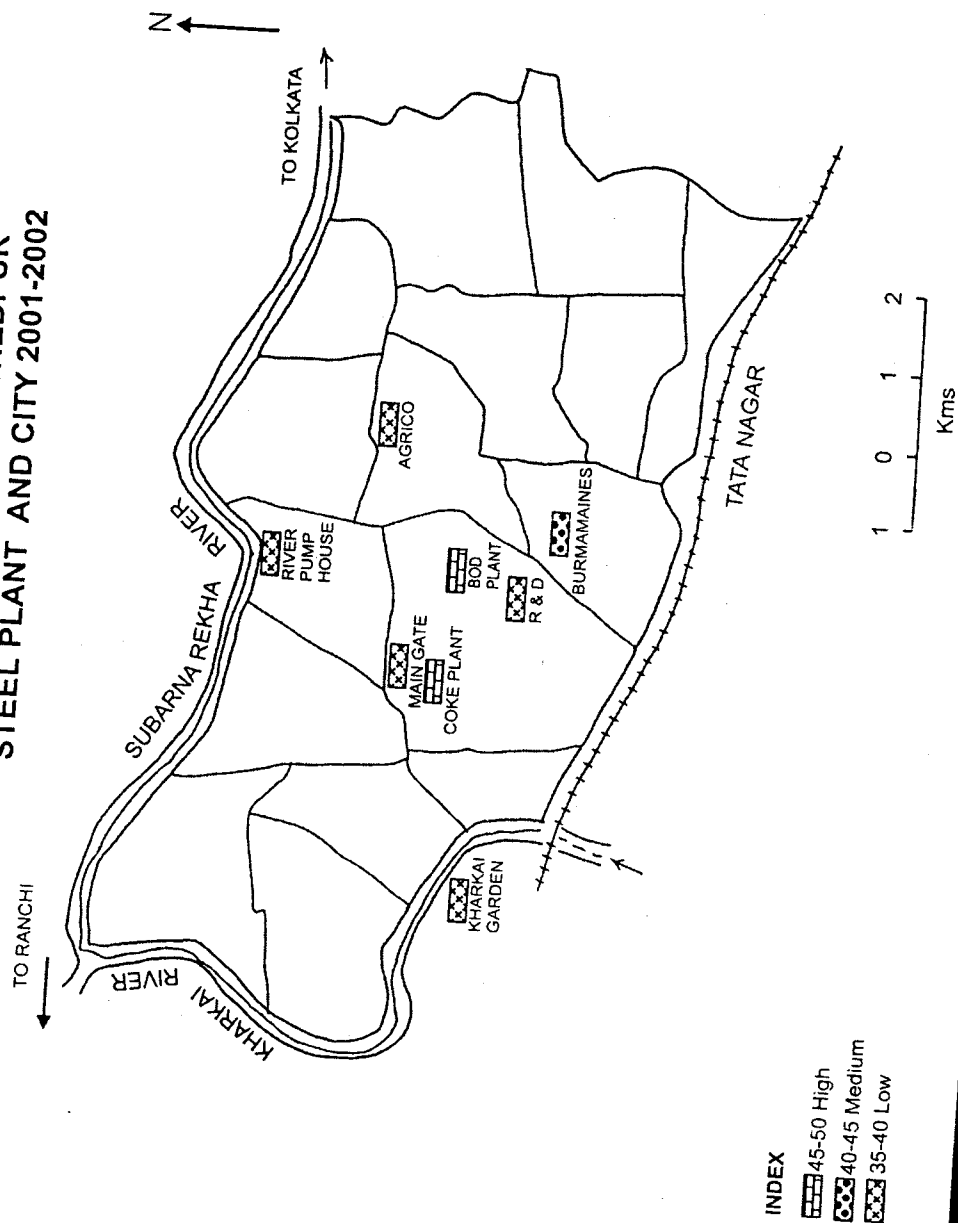 STEEL PLANT AND CITY 2001-2002
N
TO RANCHI
TO KOLKATA
SUBARNA REKHA
RIVER
KHARKAI
RIVER
RIVER
PUMP
HOUSE
AGRICO
MAIN GATE
COKE PLANT
BOD
PLANT
R & D
BURMAMAINES
KHARKAI
GARDEN
TATA NAGAR
1 0 1 2
Kms
INDEX
45-50 High
40-45 Medium
35-40 Low